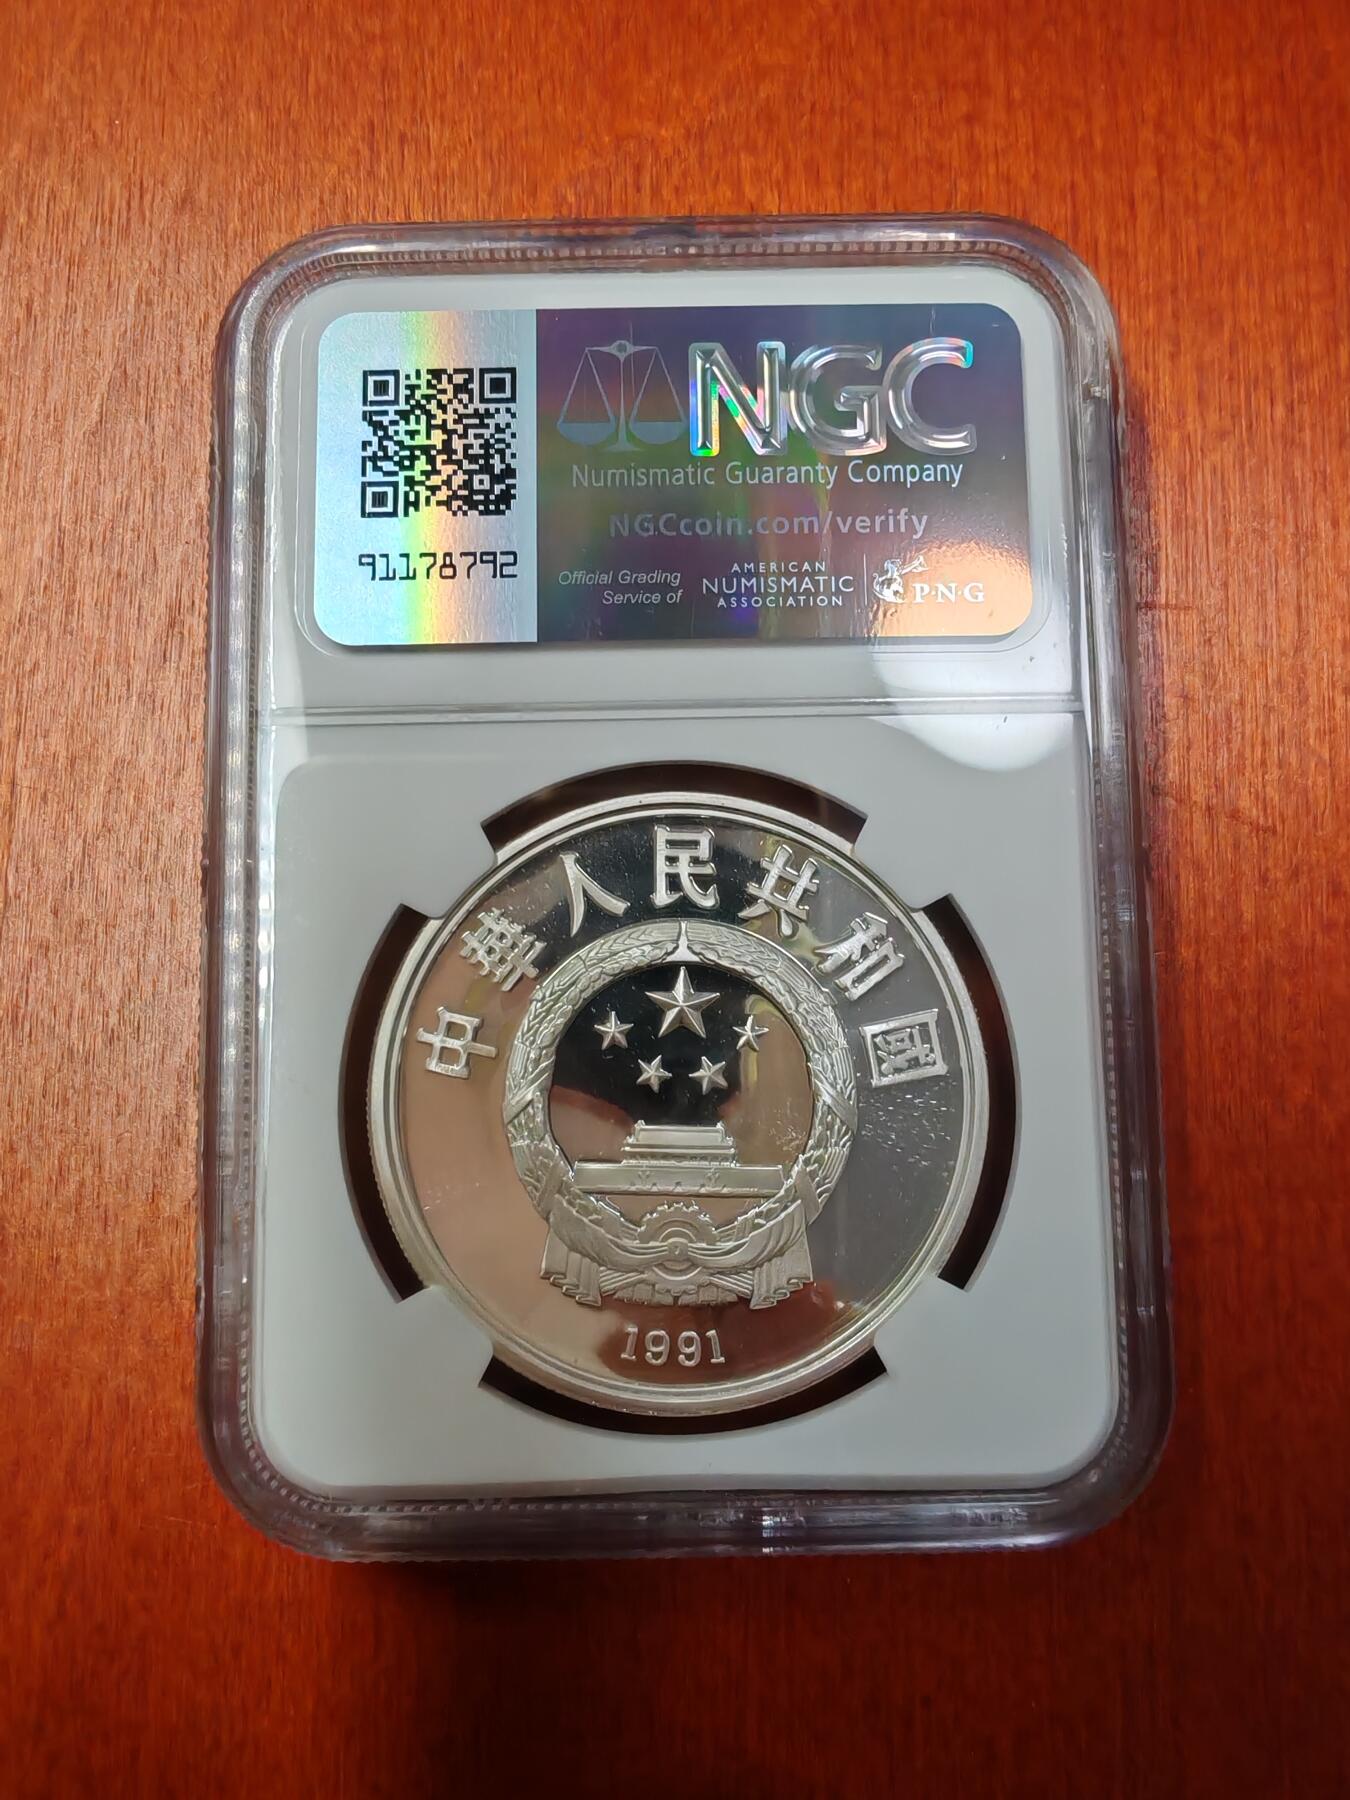 NGC
Numismatic Guaranty Company
NGCcoin.com/verify
91178792
Official Grading
Service of
AMERICAN
NUMISMATIC
ASSOCIATION
P·N·G
中華人民共和國
1991